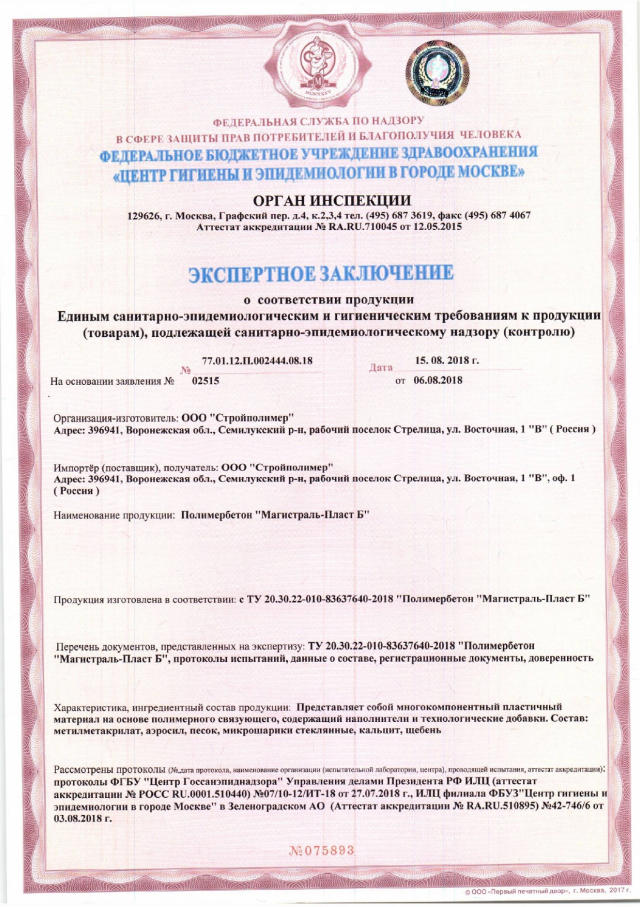 ФЕДЕРАЛЬНАЯ СЛУЖБА ПО НАДЗОРУ
В СФЕРЕ ЗАЩИТЫ ПРАВ ПОТРЕБИТЕЛЕЙ И БЛАГОПОЛУЧИЯ ЧЕЛОВЕКА
ФЕДЕРАЛЬНОЕ БЮДЖЕТНОЕ УЧРЕЖДЕНИЕ ЗДРАВООХРАНЕНИЯ
«ЦЕНТР ГИГИЕНЫ И ЭПИДЕМИОЛОГИИ В ГОРОДЕ МОСКВЕ»
ОРГАН ИНСПЕКЦИИ
129626, г. Москва, Графский пер. д.4, к.2,3,4 тел. (495) 687 3619, факс (495) 687 4067
Аттестат аккредитации № RA.RU.710045 от 12.05.2015
ЭКСПЕРТНОЕ ЗАКЛЮЧЕНИЕ
о соответствии продукции
Единым санитарно-эпидемиологическим и гигиеническим требованиям к продукции
(товарам), подлежащей санитарно-эпидемиологическому надзору (контролю)
№ 77.01.12.П.002444.08.18 Дата 15. 08. 2018 г.
На основании заявления № 02515 от 06.08.2018
Организация-изготовитель: ООО "Стройполимер"
Адрес: 396941, Воронежская обл., Семилукский р-н, рабочий поселок Стрелица, ул. Восточная, 1 "В" ( Россия )
Импортёр (поставщик), получатель: ООО "Стройполимер"
Адрес: 396941, Воронежская обл., Семилукский р-н, рабочий поселок Стрелица, ул. Восточная, 1 "В", оф. 1
( Россия )
Наименование продукции: Полимербетон "Магистраль-Пласт Б"
Продукция изготовлена в соответствии: с ТУ 20.30.22-010-83637640-2018 "Полимербетон "Магистраль-Пласт Б"
Перечень документов, представленных на экспертизу: ТУ 20.30.22-010-83637640-2018 "Полимербетон
"Магистраль-Пласт Б", протоколы испытаний, данные о составе, регистрационные документы, доверенность
Характеристика, ингредиентный состав продукции: Представляет собой многокомпонентный пластичный
материал на основе полимерного связующего, содержащий наполнители и технологические добавки. Состав:
метилметакрилат, аэросил, песок, микрошарики стеклянные, кальцит, щебень
Рассмотрены протоколы (№,дата протокола, наименование организации (испытательной лаборатории, центра), проводящей испытания, аттестат аккредитации):
протоколы ФГБУ "Центр Госсанэпиднадзора" Управления делами Президента РФ ИЛЦ (аттестат
аккредитации № РОСС RU.0001.510440) №07/10-12/ИТ-18 от 27.07.2018 г., ИЛЦ филиала ФБУЗ"Центр гигиены и
эпидемиологии в городе Москве" в Зеленоградском АО (Аттестат аккредитации № RA.RU.510895) №42-746/6 от
03.08.2018 г.
№075893
© ООО «Первый печатный двор», г. Москва, 2017 г.